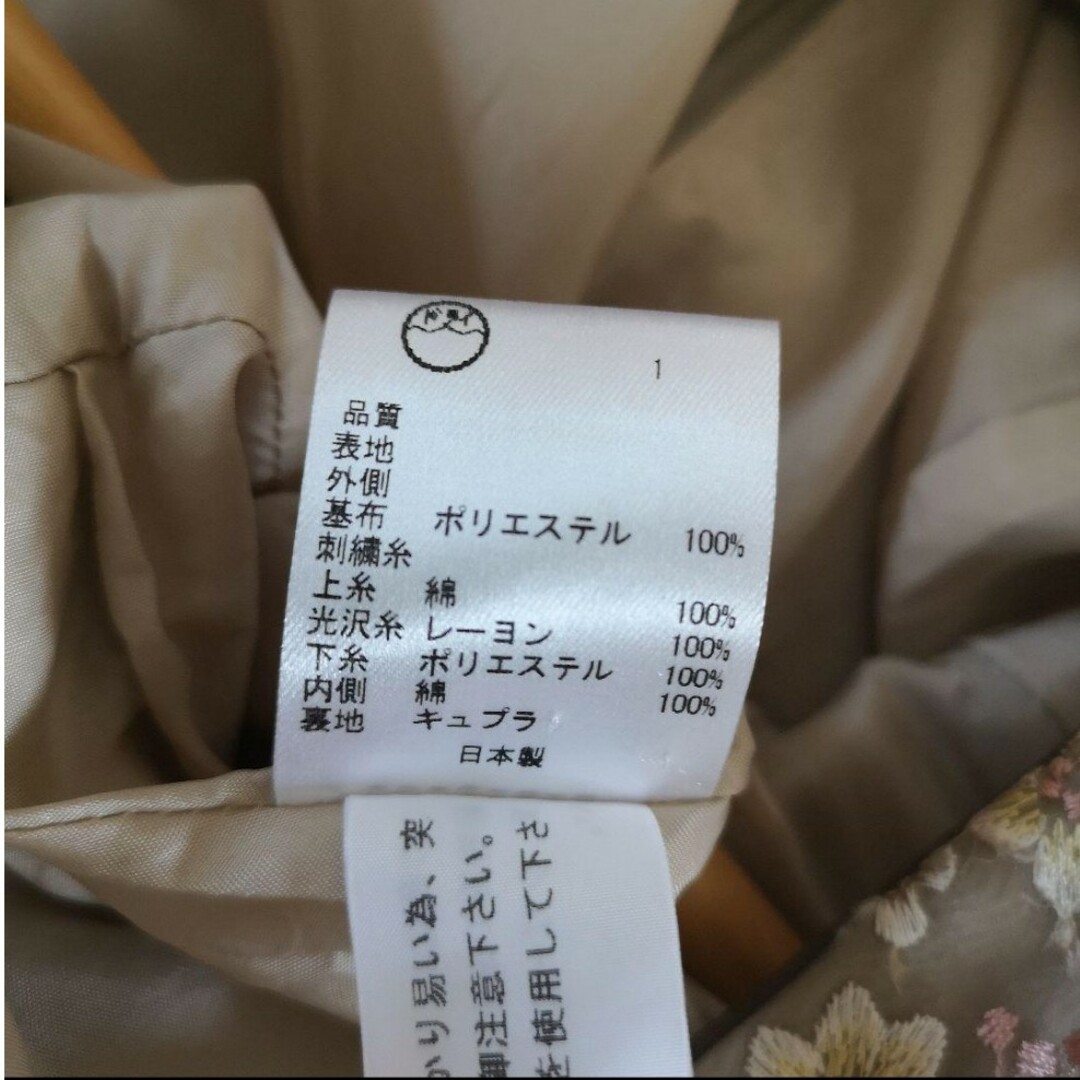 ドライ
1
品質
表地
外側
基布 ポリエステル 100%
刺繍糸
上糸 綿 100%
光沢糸 レーヨン 100%
下糸 ポリエステル 100%
内側 綿 100%
裏地 キュプラ
日本製
かり易い為、突
御注意下さい。
を使用して下さ